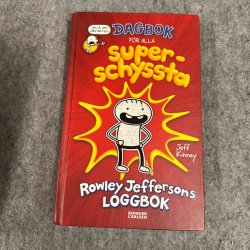 DAGBOK
FÖR ALLA
super-
schyssta
Jeff
Kinney
Rowley Jeffersons
LOGGBOK
BONNIER
CARLSEN